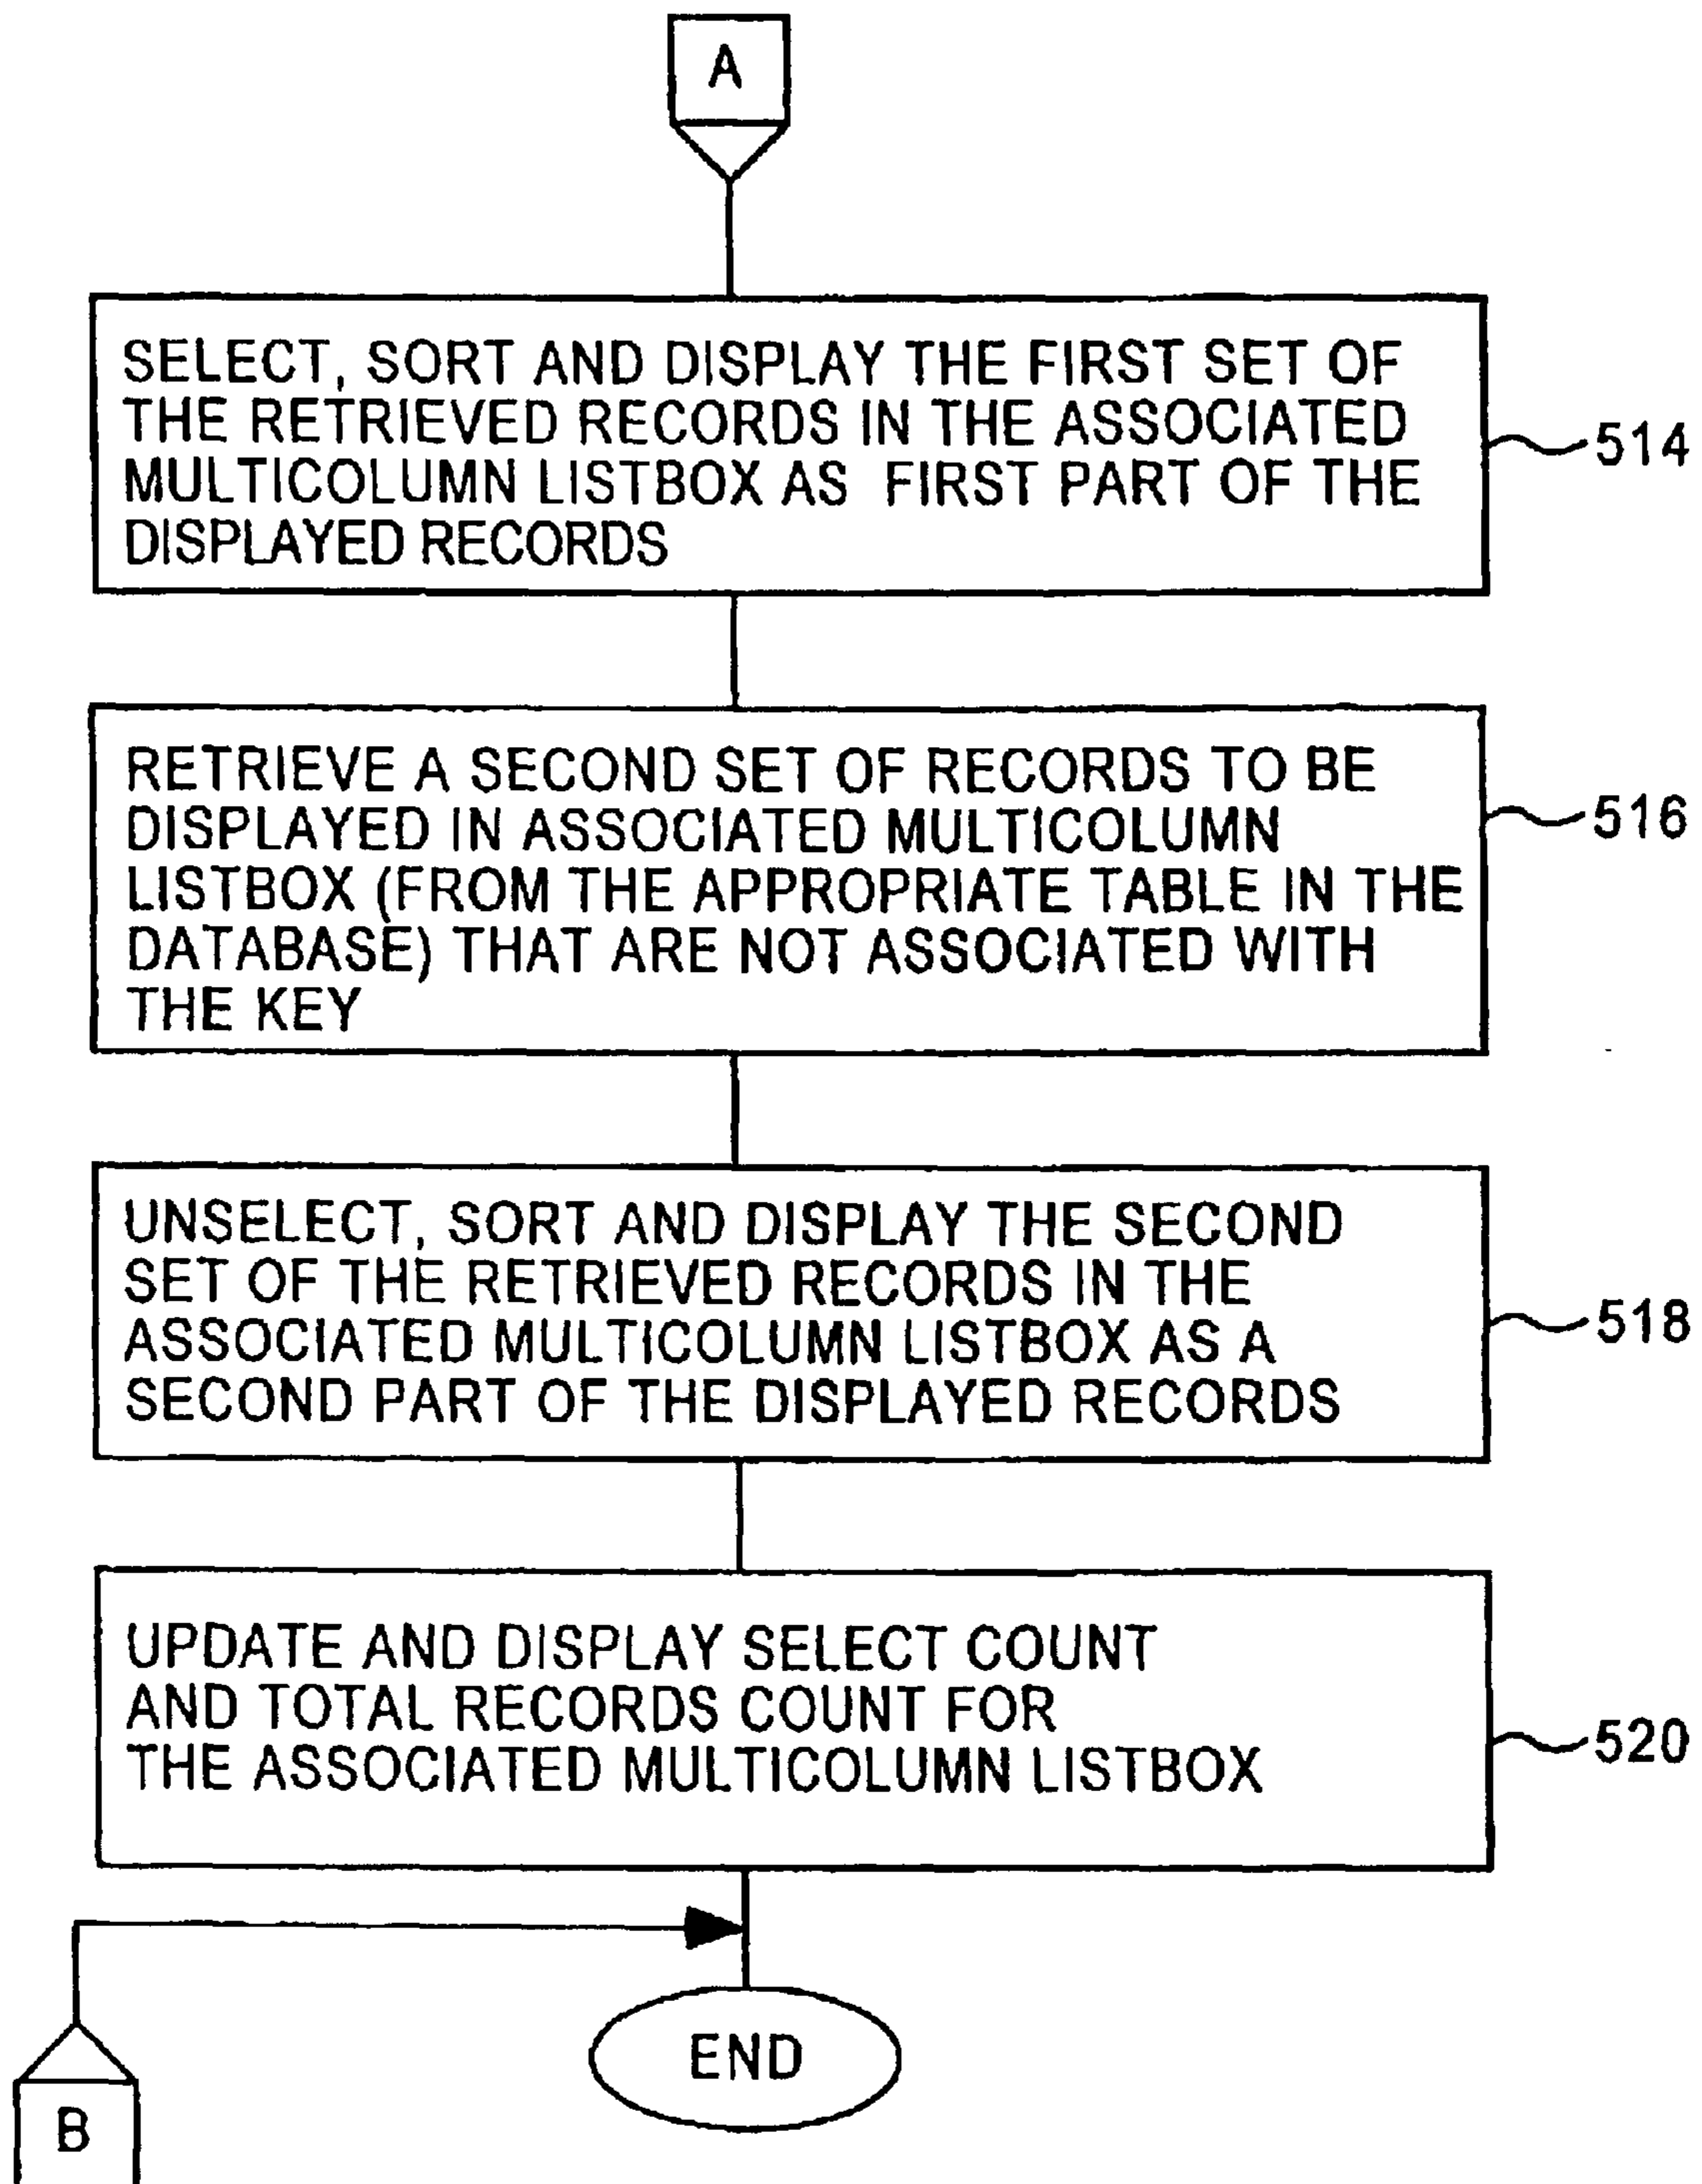 A
SELECT, SORT AND DISPLAY THE FIRST SET OF
THE RETRIEVED RECORDS IN THE ASSOCIATED
MULTICOLUMN LISTBOX AS FIRST PART OF THE
DISPLAYED RECORDS
514
RETRIEVE A SECOND SET OF RECORDS TO BE
DISPLAYED IN ASSOCIATED MULTICOLUMN
LISTBOX (FROM THE APPROPRIATE TABLE IN THE
DATABASE) THAT ARE NOT ASSOCIATED WITH
THE KEY
516
UNSELECT, SORT AND DISPLAY THE SECOND
SET OF THE RETRIEVED RECORDS IN THE
ASSOCIATED MULTICOLUMN LISTBOX AS A
SECOND PART OF THE DISPLAYED RECORDS
518
UPDATE AND DISPLAY SELECT COUNT
AND TOTAL RECORDS COUNT FOR
THE ASSOCIATED MULTICOLUMN LISTBOX
520
END
B